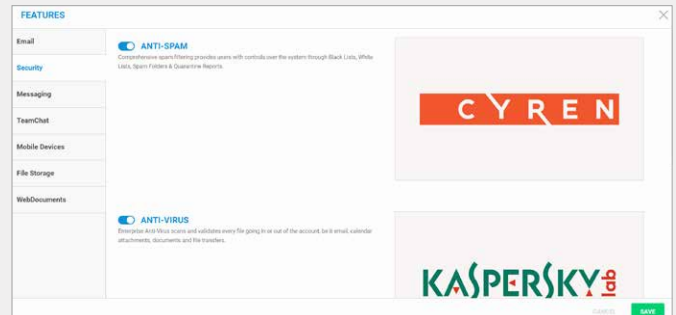 FEATURES
Email
Security
Messaging
TeamChat
Mobile Devices
File Storage
WebDocuments
ANTI-SPAM
Comprehensive spam filtering provides users with controls over the system through Black Lists, White
Lists, Spam Folders & Quarantine Reports.
CYREN
ANTI-VIRUS
Enterprise Anti-Virus scans and validates every file going in or out of the account, be it email, calendar
attachments, documents and file transfers.
KASPERSKY lab
CANCEL
SAVE